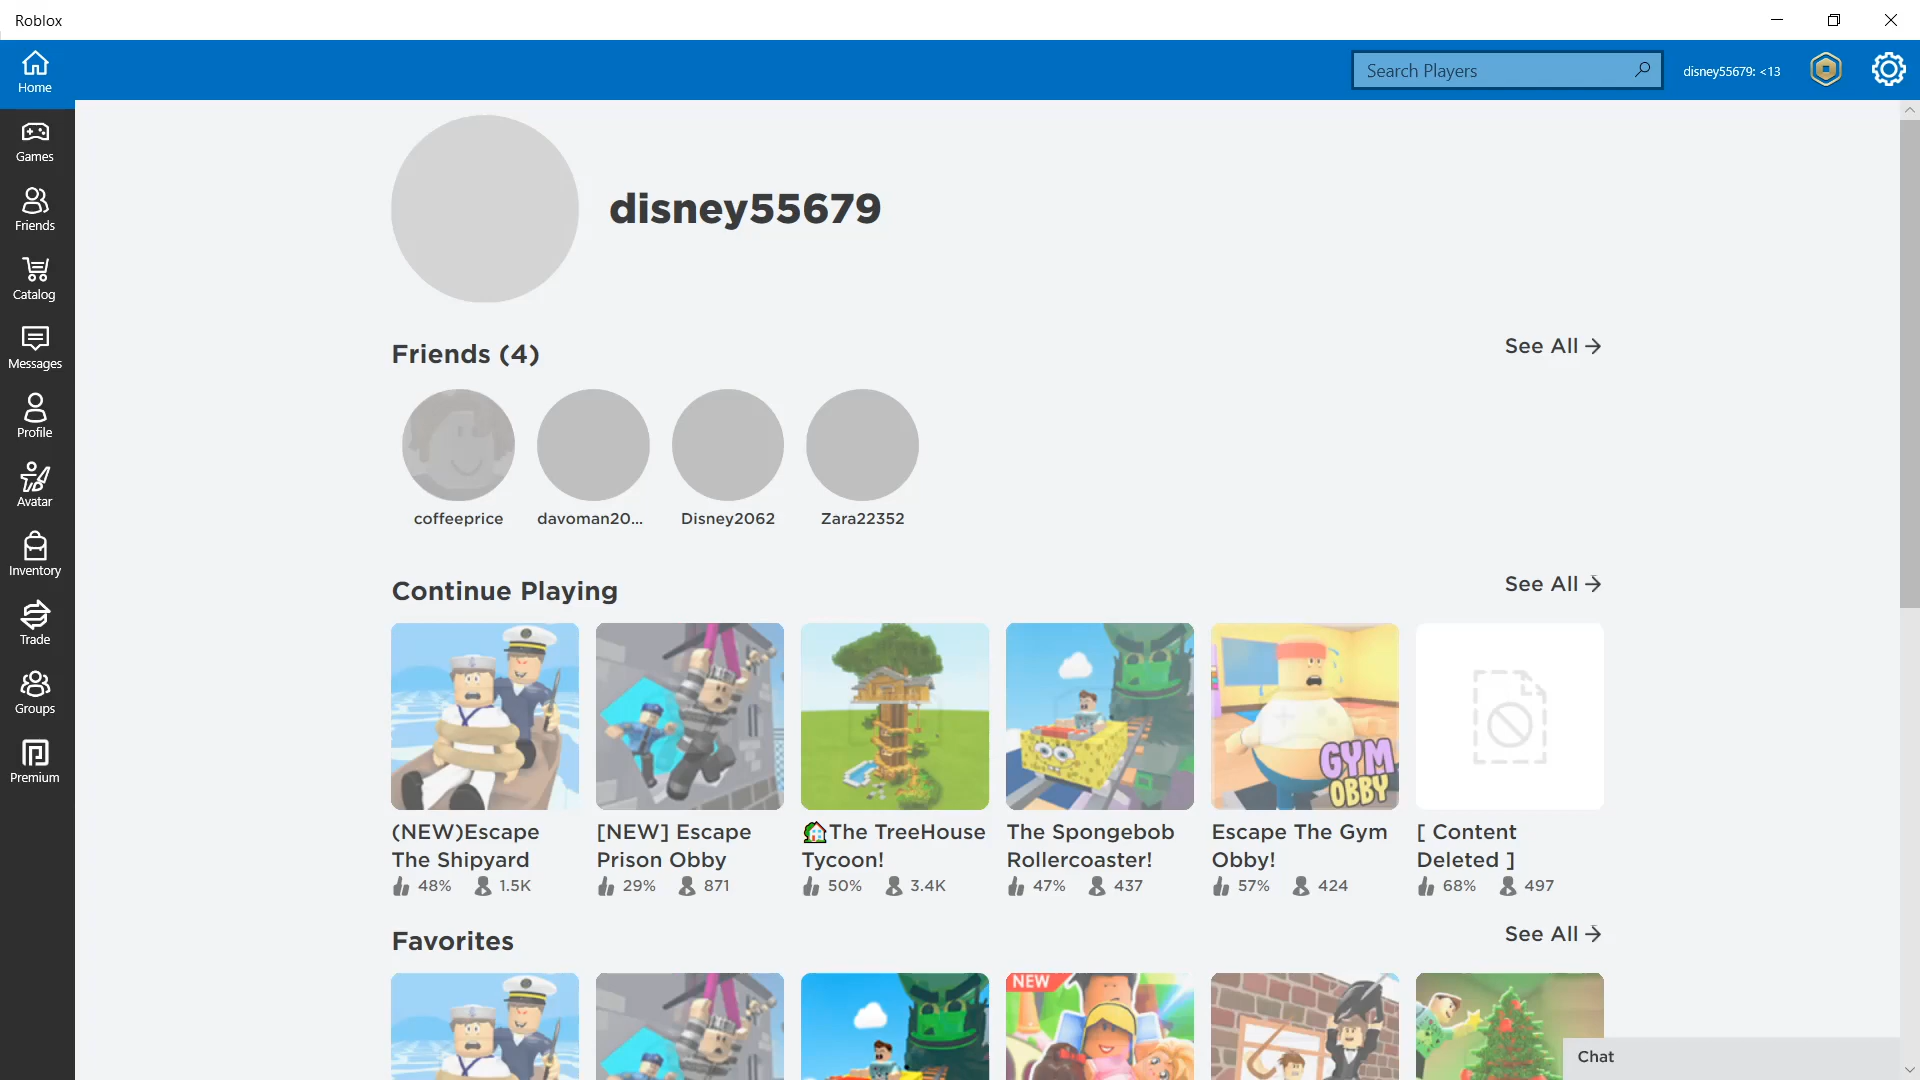 Roblox
Home
Search Players
disney55679: <13
Games
Friends
Catalog
Messages
Profile
Avatar
Inventory
Trade
Groups
Premium
disney55679
Friends (4)
See All
coffeeprice
davoman20...
Disney2062
Zara22352
Continue Playing
See All
GYM
OBBY
(NEW)Escape
The Shipyard
48% 1.5K
[NEW] Escape
Prison Obby
29% 871
The TreeHouse
Tycoon!
50% 3.4K
The Spongebob
Rollercoaster!
47% 437
Escape The Gym
Obby!
57% 424
[ Content
Deleted ]
68% 497
Favorites
See All
NEW
Chat